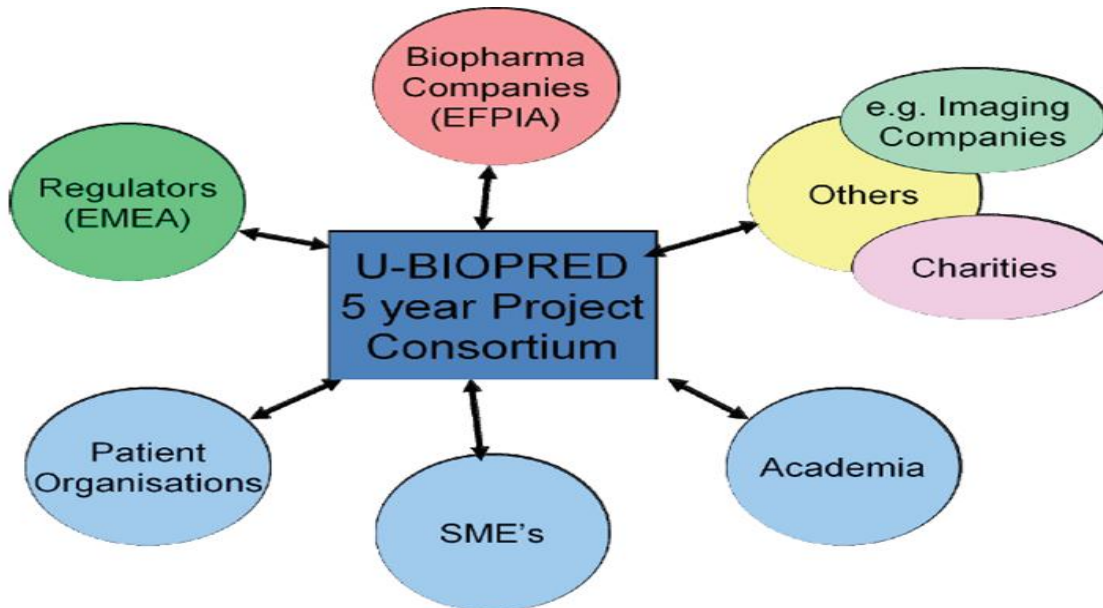 Biopharma
Companies
(EFPIA)
e.g. Imaging
Companies
Regulators
(EMEA)
Others
U-BIOPRED
5 year Project
Consortium
Charities
Patient
Organisations
SME's
Academia